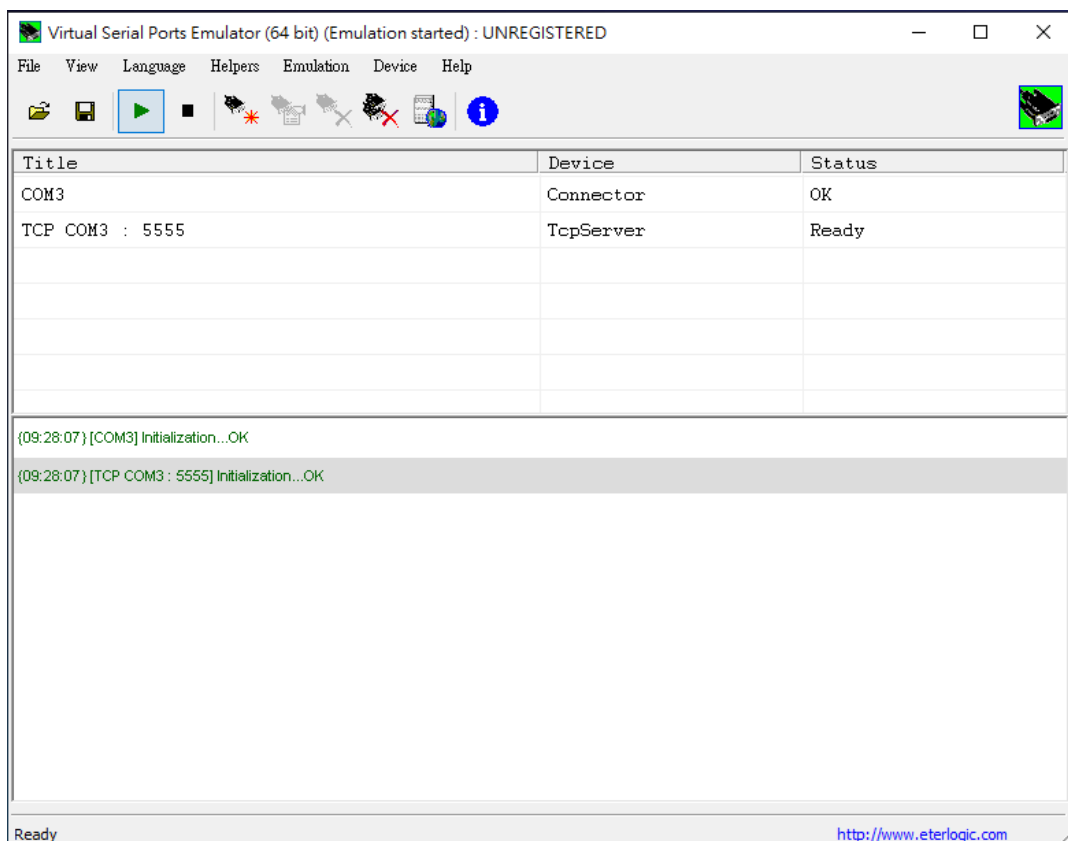 Virtual Serial Ports Emulator (64 bit) (Emulation started) : UNREGISTERED
File View Language Helpers Emulation Device Help
Title Device Status
COM3 Connector OK
TCP COM3 : 5555 TcpServer Ready
{09:28:07} [COM3] Initialization...OK
{09:28:07} [TCP COM3 : 5555] Initialization...OK
Ready http://www.eterlogic.com